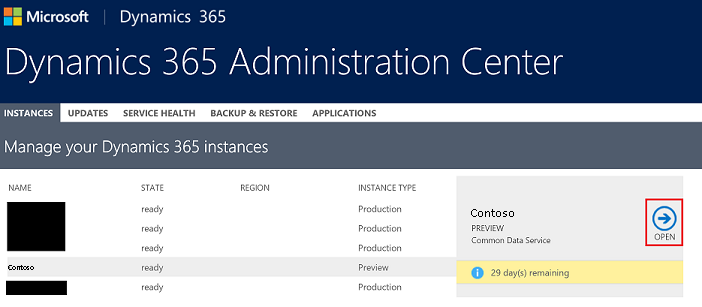 Microsoft Dynamics 365
Dynamics 365 Administration Center
INSTANCES UPDATES SERVICE HEALTH BACKUP & RESTORE APPLICATIONS
Manage your Dynamics 365 instances
NAME STATE REGION INSTANCE TYPE
ready Production
ready Production
ready Production
Contoso ready Preview
ready Production
Contoso
PREVIEW
Common Data Service
OPEN
i 29 day(s) remaining